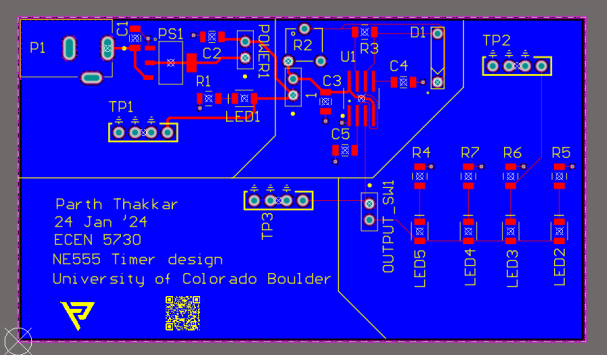 P1
C1
PS1
C2
POWER1
R2
R3
D1
TP2
U1
C3
C4
R1
LED1
1
TP1
C5
R4 R7 R6 R5
Parth Thakkar
24 Jan '24
ECEN 5730
NE555 Timer design
University of Colorado Boulder
TP3
OUTPUT_SW1
LED5 LED4 LED3 LED2